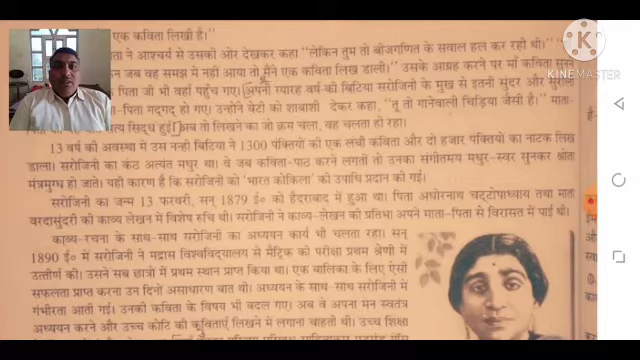 एक कविता लिखी है।"
ता ने आश्चर्य से उसकी ओर देखकर कहा "लेकिन तुम तो बीजगणित के सवाल हल कर रही थी।"
न जब वह समझ में नहीं आया तो, मैंने एक कविता लिख डाली। उसके आग्रह करने पर माँ कविता सुनने
पिता जी भी वहाँ पहुँच गए। अपनी ग्यारह वर्ष की बिटिया सरोजिनी के मुख से इतनी सुंदर और सुरीली
-पिता गद्‌गद् हो गए। उन्होंने बेटी को शाबाशी देकर कहा, "तू तो गानेवाली चिड़िया जैसी है।" माता-
सत्य सिद्ध हुई। अब तो लिखने का जो क्रम चला, वह चलता ही रहा।
13 वर्ष की अवस्था में उस नन्ही बिटिया ने 1300 पंक्तियों की एक लंबी कविता और दो हजार पंक्तियों का नाटक लिख
डाला। सरोजिनी का कंठ अत्यंत मधुर था। वे जब कविता-पाठ करने लगतीं तो उनका संगीतमय मधुर-स्वर सुनकर श्रोता
मंत्रमुग्ध हो जाते। यही कारण है कि सरोजिनी को 'भारत कोकिला' की उपाधि प्रदान की गई।
सरोजिनी का जन्म 13 फरवरी, सन् 1879 ई० को हैदराबाद में हुआ था। पिता अघोरनाथ चट्टोपाध्याय तथा माता
वरदासुंदरी की काव्य लेखन में विशेष रुचि थी। सरोजिनी ने काव्य-लेखन की प्रतिभा अपने माता-पिता से विरासत में पाई थी।
काव्य-रचना के साथ-साथ सरोजिनी का अध्ययन कार्य भी चलता रहा। सन्
1890 ई० में सरोजिनी ने मद्रास विश्वविद्यालय से मैट्रिक की परीक्षा प्रथम श्रेणी में
उत्तीर्ण की। उसने सब छात्रों में प्रथम स्थान प्राप्त किया था। एक बालिका के लिए ऐसी
सफलता प्राप्त करना उन दिनों असाधारण बात थी। अध्ययन के साथ-साथ सरोजिनी में
गंभीरता आती गई। उनकी कविता के विषय भी बदल गए। अब वे अपना मन स्वतंत्र
अध्ययन करने और उच्च कोटि की कविताएँ लिखने में लगाना चाहती थी। उच्च शिक्षा
KINEMASTER